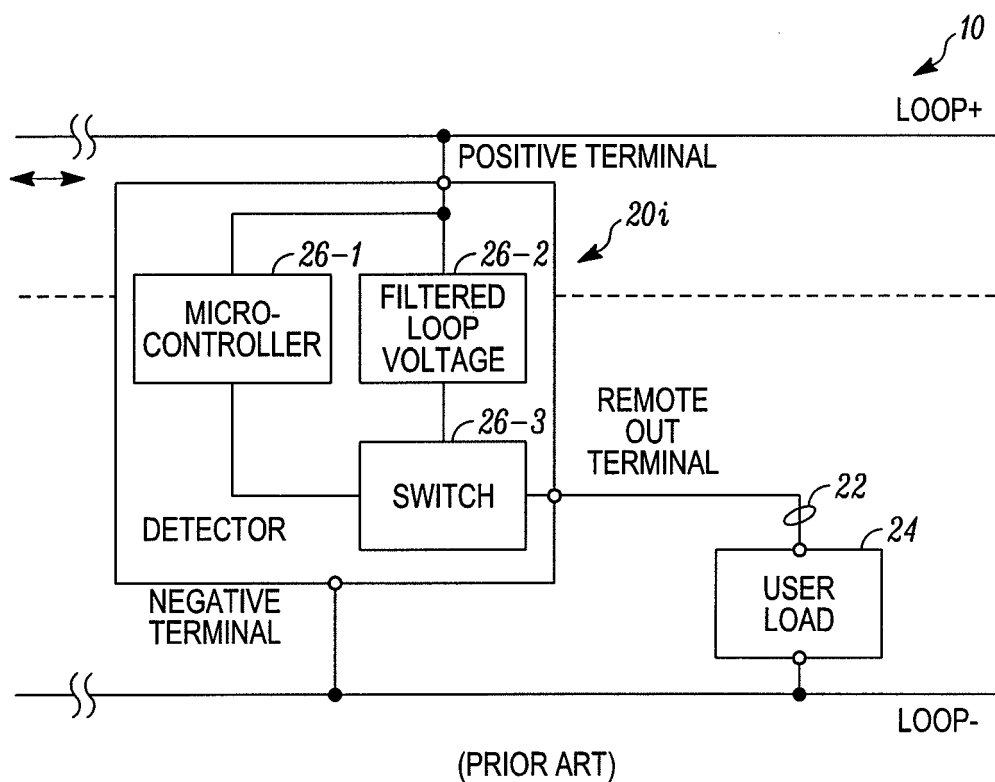 10
LOOP+
POSITIVE TERMINAL
20i
26-1
26-2
MICRO-
CONTROLLER
FILTERED
LOOP
VOLTAGE
REMOTE
OUT
TERMINAL
26-3
SWITCH
22
DETECTOR
24
USER
LOAD
NEGATIVE
TERMINAL
LOOP-
(PRIOR ART)